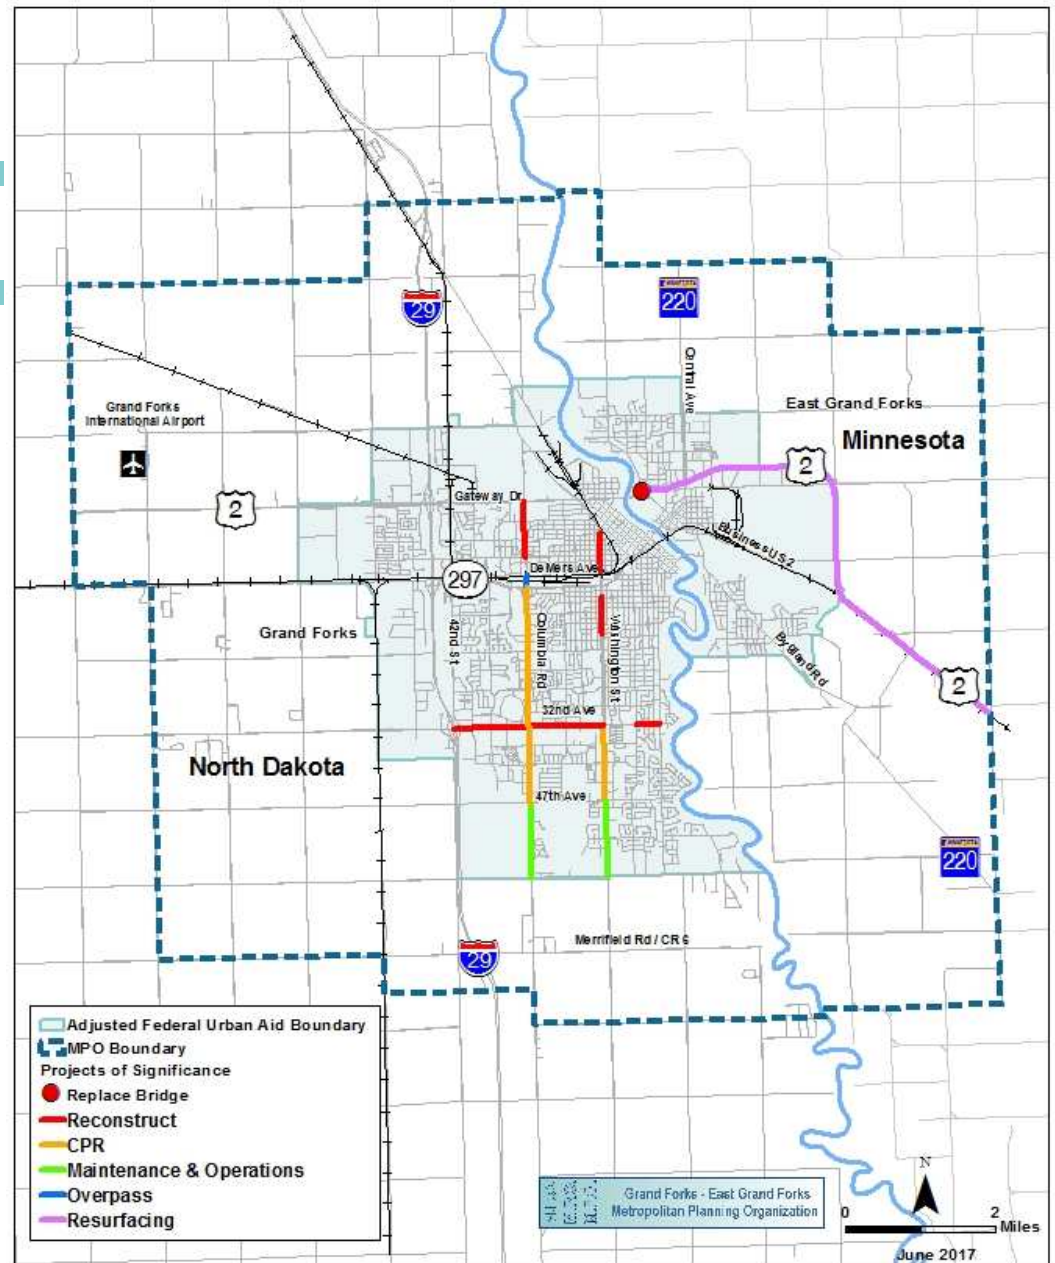 29
MINNESOTA
220
Central Ave
Grand Forks
International Airport
East Grand Forks
Minnesota
2
2
Gateway Dr
Business US 2
DeMers Ave
297
Grand Forks
42nd St
Columbia Rd
Washington St
Bygland Rd
2
32nd Ave
North Dakota
47th Ave
MINNESOTA
220
Merrifield Rd / CR 6
29
Adjusted Federal Urban Aid Boundary
MPO Boundary
Projects of Significance
Replace Bridge
Reconstruct
CPR
Maintenance & Operations
Overpass
Resurfacing
Grand Forks - East Grand Forks
Metropolitan Planning Organization
N
0 2
Miles
June 2017